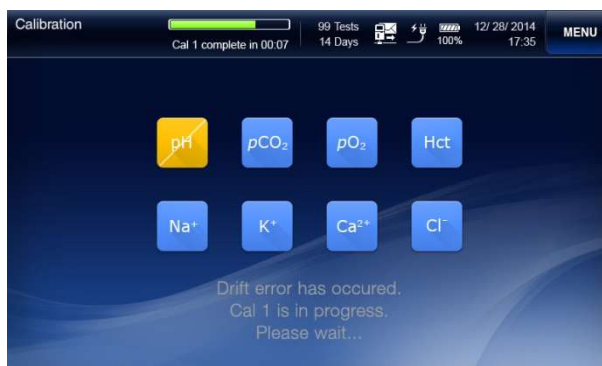 Calibration
Cal 1 complete in 00:07
99 Tests
14 Days
100%
12/ 28/ 2014
17:35
MENU
pH pCO₂ pO₂ Hct
Na⁺ K⁺ Ca²⁺ Cl⁻
Drift error has occured.
Cal 1 is in progress.
Please wait...